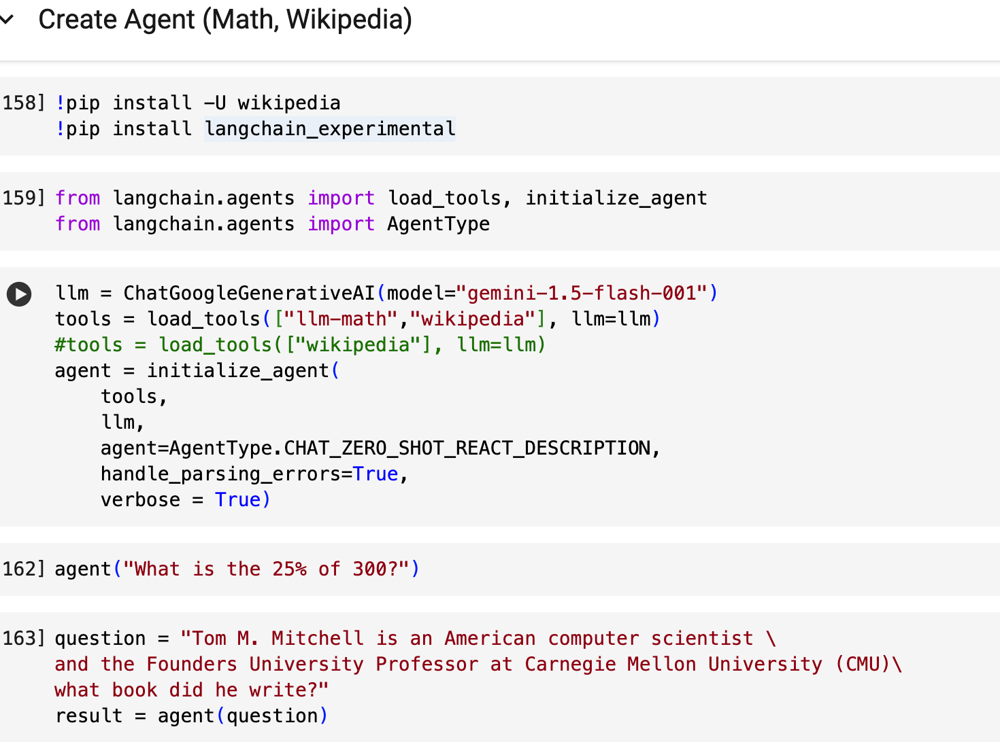 Create Agent (Math, Wikipedia)
158] !pip install -U wikipedia
!pip install langchain_experimental
159] from langchain.agents import load_tools, initialize_agent
from langchain.agents import AgentType
llm = ChatGoogleGenerativeAI(model="gemini-1.5-flash-001")
tools = load_tools(["llm-math","wikipedia"], llm=llm)
#tools = load_tools(["wikipedia"], llm=llm)
agent = initialize_agent(
    tools,
    llm,
    agent=AgentType.CHAT_ZERO_SHOT_REACT_DESCRIPTION,
    handle_parsing_errors=True,
    verbose = True)
162] agent("What is the 25% of 300?")
163] question = "Tom M. Mitchell is an American computer scientist \
and the Founders University Professor at Carnegie Mellon University (CMU)\
what book did he write?"
result = agent(question)